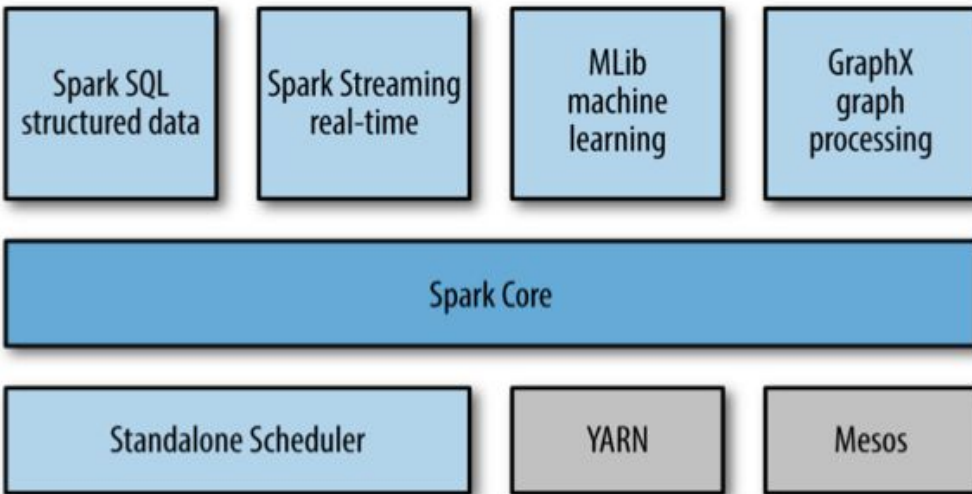 Spark SQL
structured data
Spark Streaming
real-time
MLib
machine
learning
GraphX
graph
processing
Spark Core
Standalone Scheduler
YARN
Mesos